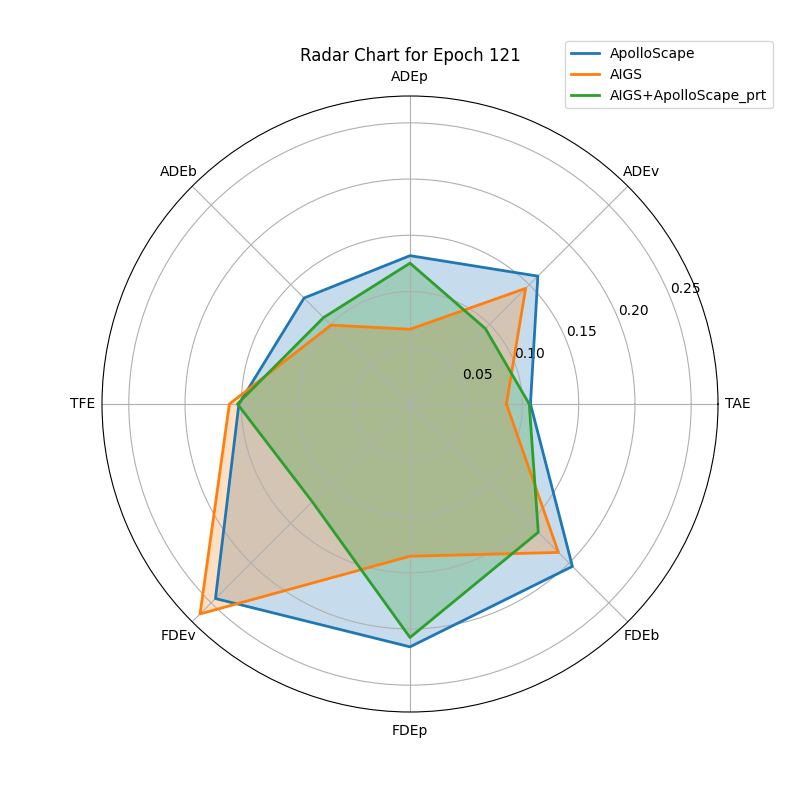 Radar Chart for Epoch 121
ApolloScape
AIGS
AIGS+ApolloScape_prt
ADEp
ADEb
ADEv
0.25
0.20
0.15
0.10
0.05
TFE
TAE
FDEv
FDEb
FDEp